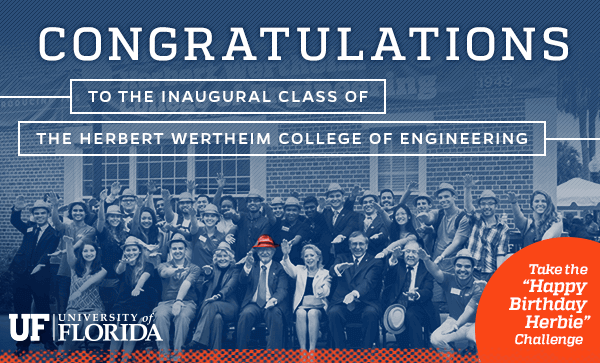 CONGRATULATIONS
TO THE INAUGURAL CLASS OF
THE HERBERT WERTHEIM COLLEGE OF ENGINEERING
1949
Take the
"Happy
Birthday
Herbie"
Challenge
UF UNIVERSITY of
FLORIDA